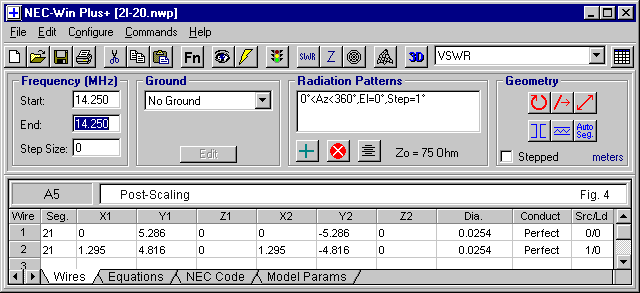 NEC-Win Plus+ [2l-20.nwp]
File Edit Configure Commands Help
Fn SWR Z 3D VSWR
Frequency (MHz)
Start: 14.250
End: 14.250
Step Size: 0
Ground
No Ground
Edit
Radiation Patterns
0°<Az<360°,El=0°,Step=1°
Zo = 75 Ohm
Geometry
Auto Seg.
Stepped meters
A5 Post-Scaling Fig. 4
Wire Seg. X1 Y1 Z1 X2 Y2 Z2 Dia. Conduct Src/Ld
1 21 0 5.286 0 0 -5.286 0 0.0254 Perfect 0/0
2 21 1.295 4.816 0 1.295 -4.816 0 0.0254 Perfect 1/0
Wires Equations NEC Code Model Params